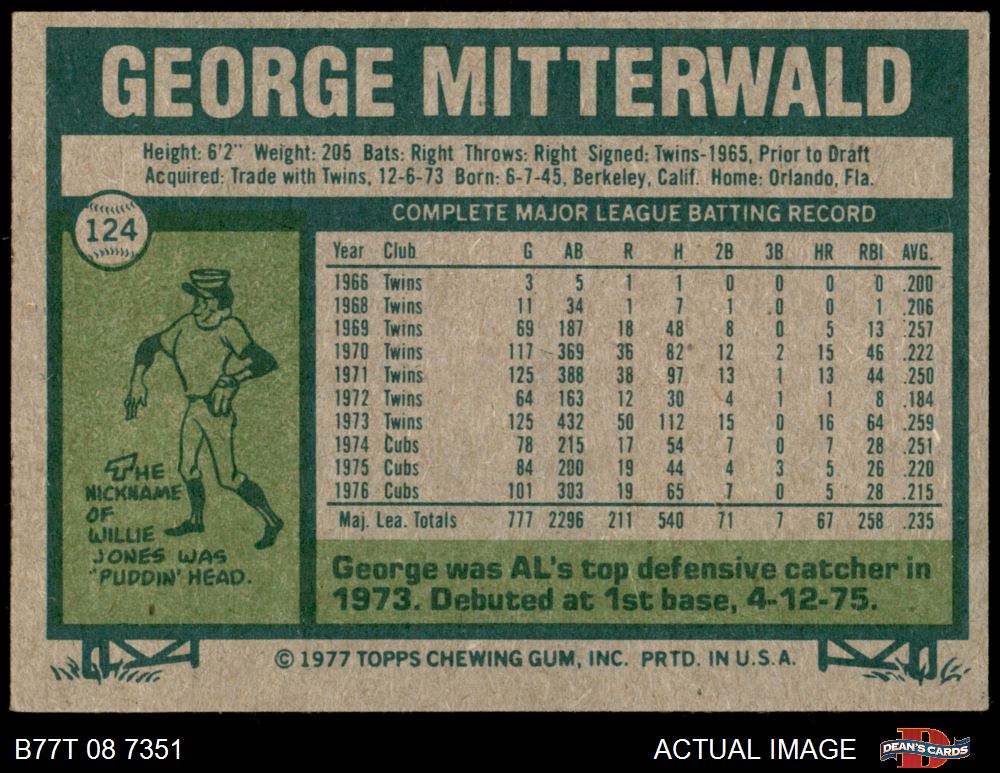 GEORGE MITTERWALD
Height: 6'2" Weight: 205 Bats: Right Throws: Right Signed: Twins-1965, Prior to Draft
Acquired: Trade with Twins, 12-6-73 Born: 6-7-45, Berkeley, Calif. Home: Orlando, Fla.
124
COMPLETE MAJOR LEAGUE BATTING RECORD
Year Club G AB R H 2B 3B HR RBI AVG.
1966 Twins 3 5 1 1 0 0 0 0 .200
1968 Twins 11 34 1 7 1 0 0 1 .206
1969 Twins 69 187 18 48 8 0 5 13 .257
1970 Twins 117 369 36 82 12 2 15 46 .222
1971 Twins 125 388 38 97 13 1 13 44 .250
1972 Twins 64 163 12 30 4 1 1 8 .184
1973 Twins 125 432 50 112 15 0 16 64 .259
1974 Cubs 78 215 17 54 7 0 7 28 .251
1975 Cubs 84 200 19 44 4 3 5 26 .220
1976 Cubs 101 303 19 65 7 0 5 28 .215
Maj. Lea. Totals 777 2296 211 540 71 7 67 258 .235
THE
NICKNAME
OF
WILLIE
JONES WAS
"PUDDIN' HEAD.
George was AL's top defensive catcher in
1973. Debuted at 1st base, 4-12-75.
© 1977 TOPPS CHEWING GUM, INC. PRTD. IN U.S.A.
B77T 08 7351
ACTUAL IMAGE
DEAN'S CARDS